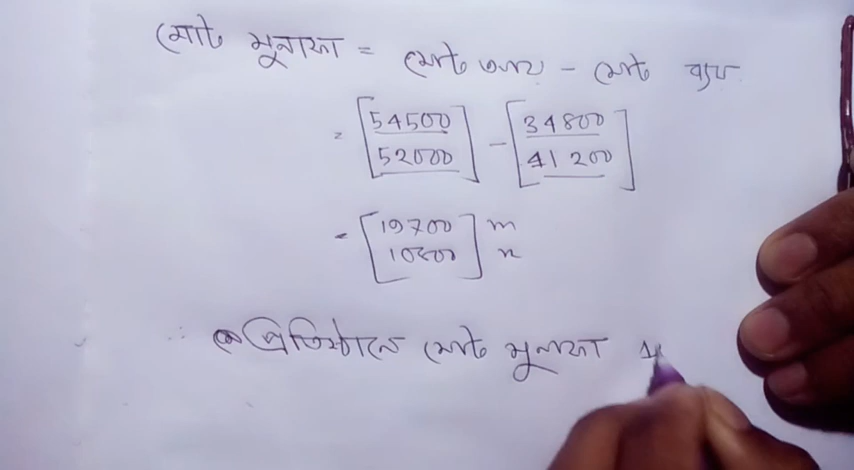 মোট মুনাফা = মোট আয় - মোট ব্যয়
= [54500 52000] - [34800 41200]
= [19700 10800] m n
∴ প্রতিষ্ঠানে মোট মুনাফা